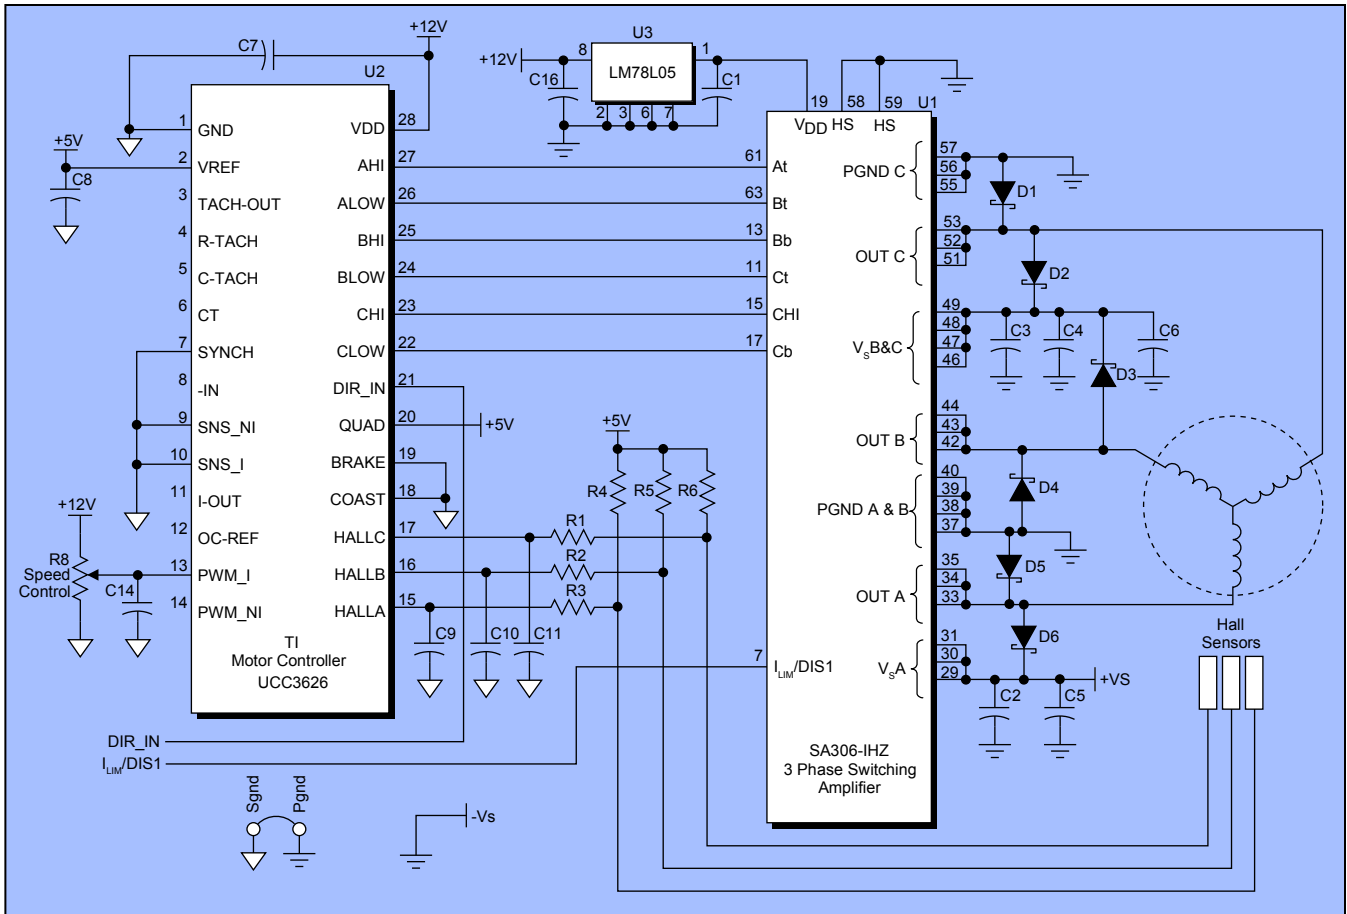 +12V
C7
U2
1
GND
+5V
2
VREF
C8
3
TACH-OUT
4
R-TACH
5
C-TACH
6
CT
7
SYNCH
8
-IN
9
SNS_NI
10
SNS_I
11
I-OUT
12
OC-REF
13
PWM_I
14
PWM_NI
+12V
R8
Speed
Control
C14
VDD
28
AHI
27
ALOW
26
BHI
25
BLOW
24
CHI
23
CLOW
22
DIR_IN
21
QUAD
20
+5V
BRAKE
19
COAST
18
HALLC
17
HALLB
16
HALLA
15
TI
Motor Controller
UCC3626
C9
C10
C11
R1
R2
R3
+5V
R4
R5
R6
U3
+12V
8
LM78L05
1
C16
2
3
6
7
C1
19
58
59
U1
VDD
HS
HS
61
At
63
Bt
13
Bb
11
Ct
15
CHI
17
Cb
7
ILIM/DIS1
PGND C
57
56
55
D1
OUT C
53
52
51
D2
VsB&C
49
48
47
46
C3
C4
C6
D3
OUT B
44
43
42
PGND A & B
40
39
38
37
D4
D5
OUT A
35
34
33
D6
VsA
31
30
29
+VS
C2
C5
Hall
Sensors
SA306-IHZ
3 Phase Switching
Amplifier
DIR_IN
ILIM/DIS1
Sgnd
Pgnd
-Vs